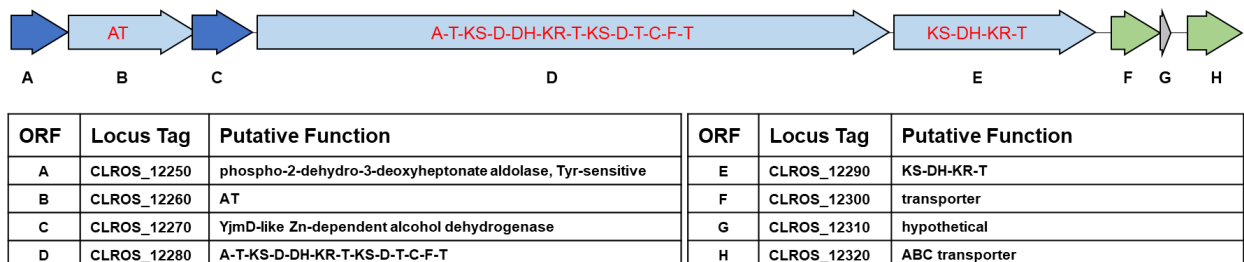 AT A-T-KS-D-DH-KR-T-KS-D-T-C-F-T KS-DH-KR-T
A B C D E F G H
ORF Locus Tag Putative Function
A CLROS_12250 phospho-2-dehydro-3-deoxyheptonate aldolase, Tyr-sensitive
B CLROS_12260 AT
C CLROS_12270 YjmD-like Zn-dependent alcohol dehydrogenase
D CLROS_12280 A-T-KS-D-DH-KR-T-KS-D-T-C-F-T
ORF Locus Tag Putative Function
E CLROS_12290 KS-DH-KR-T
F CLROS_12300 transporter
G CLROS_12310 hypothetical
H CLROS_12320 ABC transporter